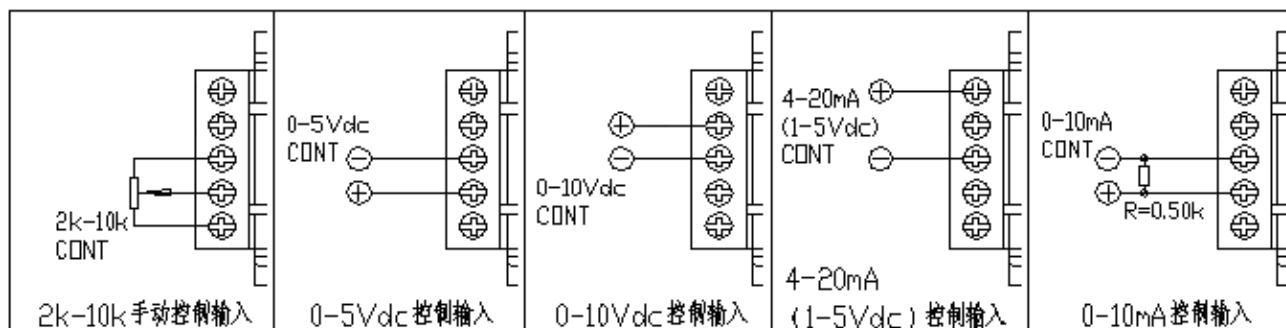 2k-10k
CONT
2k-10k手动控制输入
0-5Vdc
CONT
0-5Vdc控制输入
0-10Vdc
CONT
0-10Vdc控制输入
4-20mA
(1-5Vdc)
CONT
4-20mA
(1-5Vdc)控制输入
0-10mA
CONT
R=0.50k
0-10mA控制输入